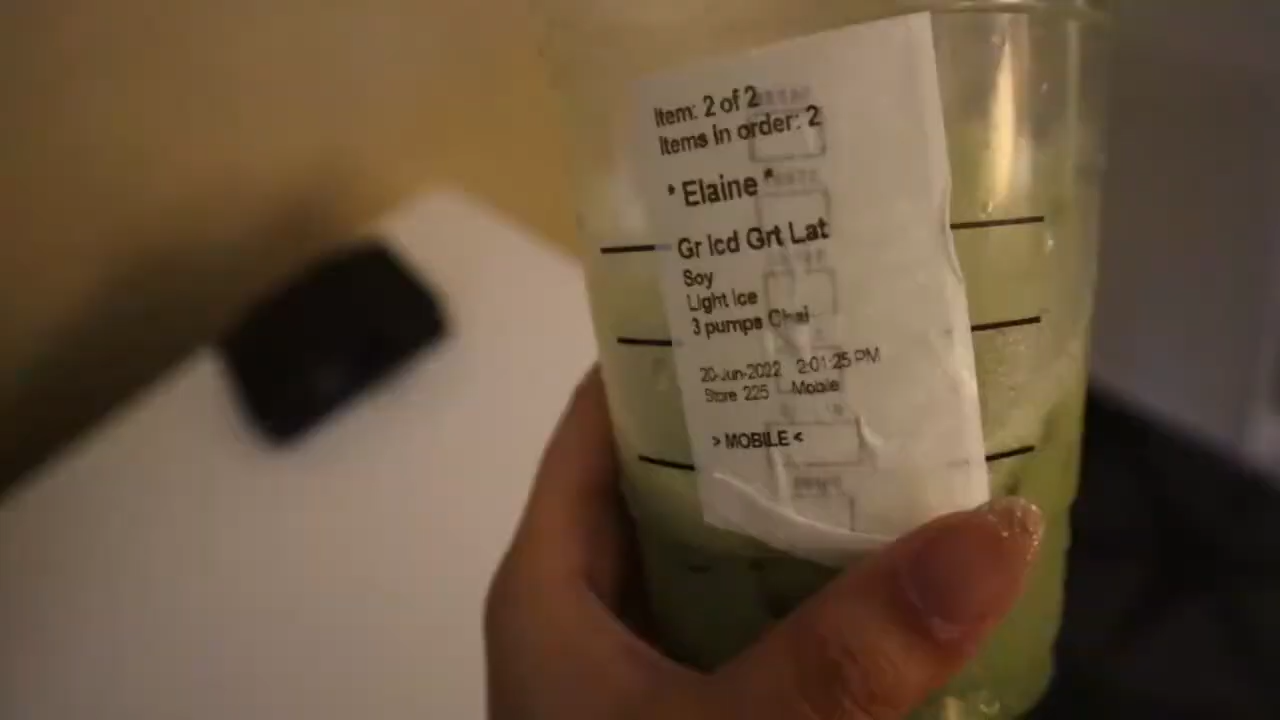 Item: 2 of 2
Items in order: 2
* Elaine *
Gr Icd Grt Lat
Soy
Light Ice
3 pumps Chai
20-Jun-2022 2:01:25 PM
Store 225 Mobile
> MOBILE <